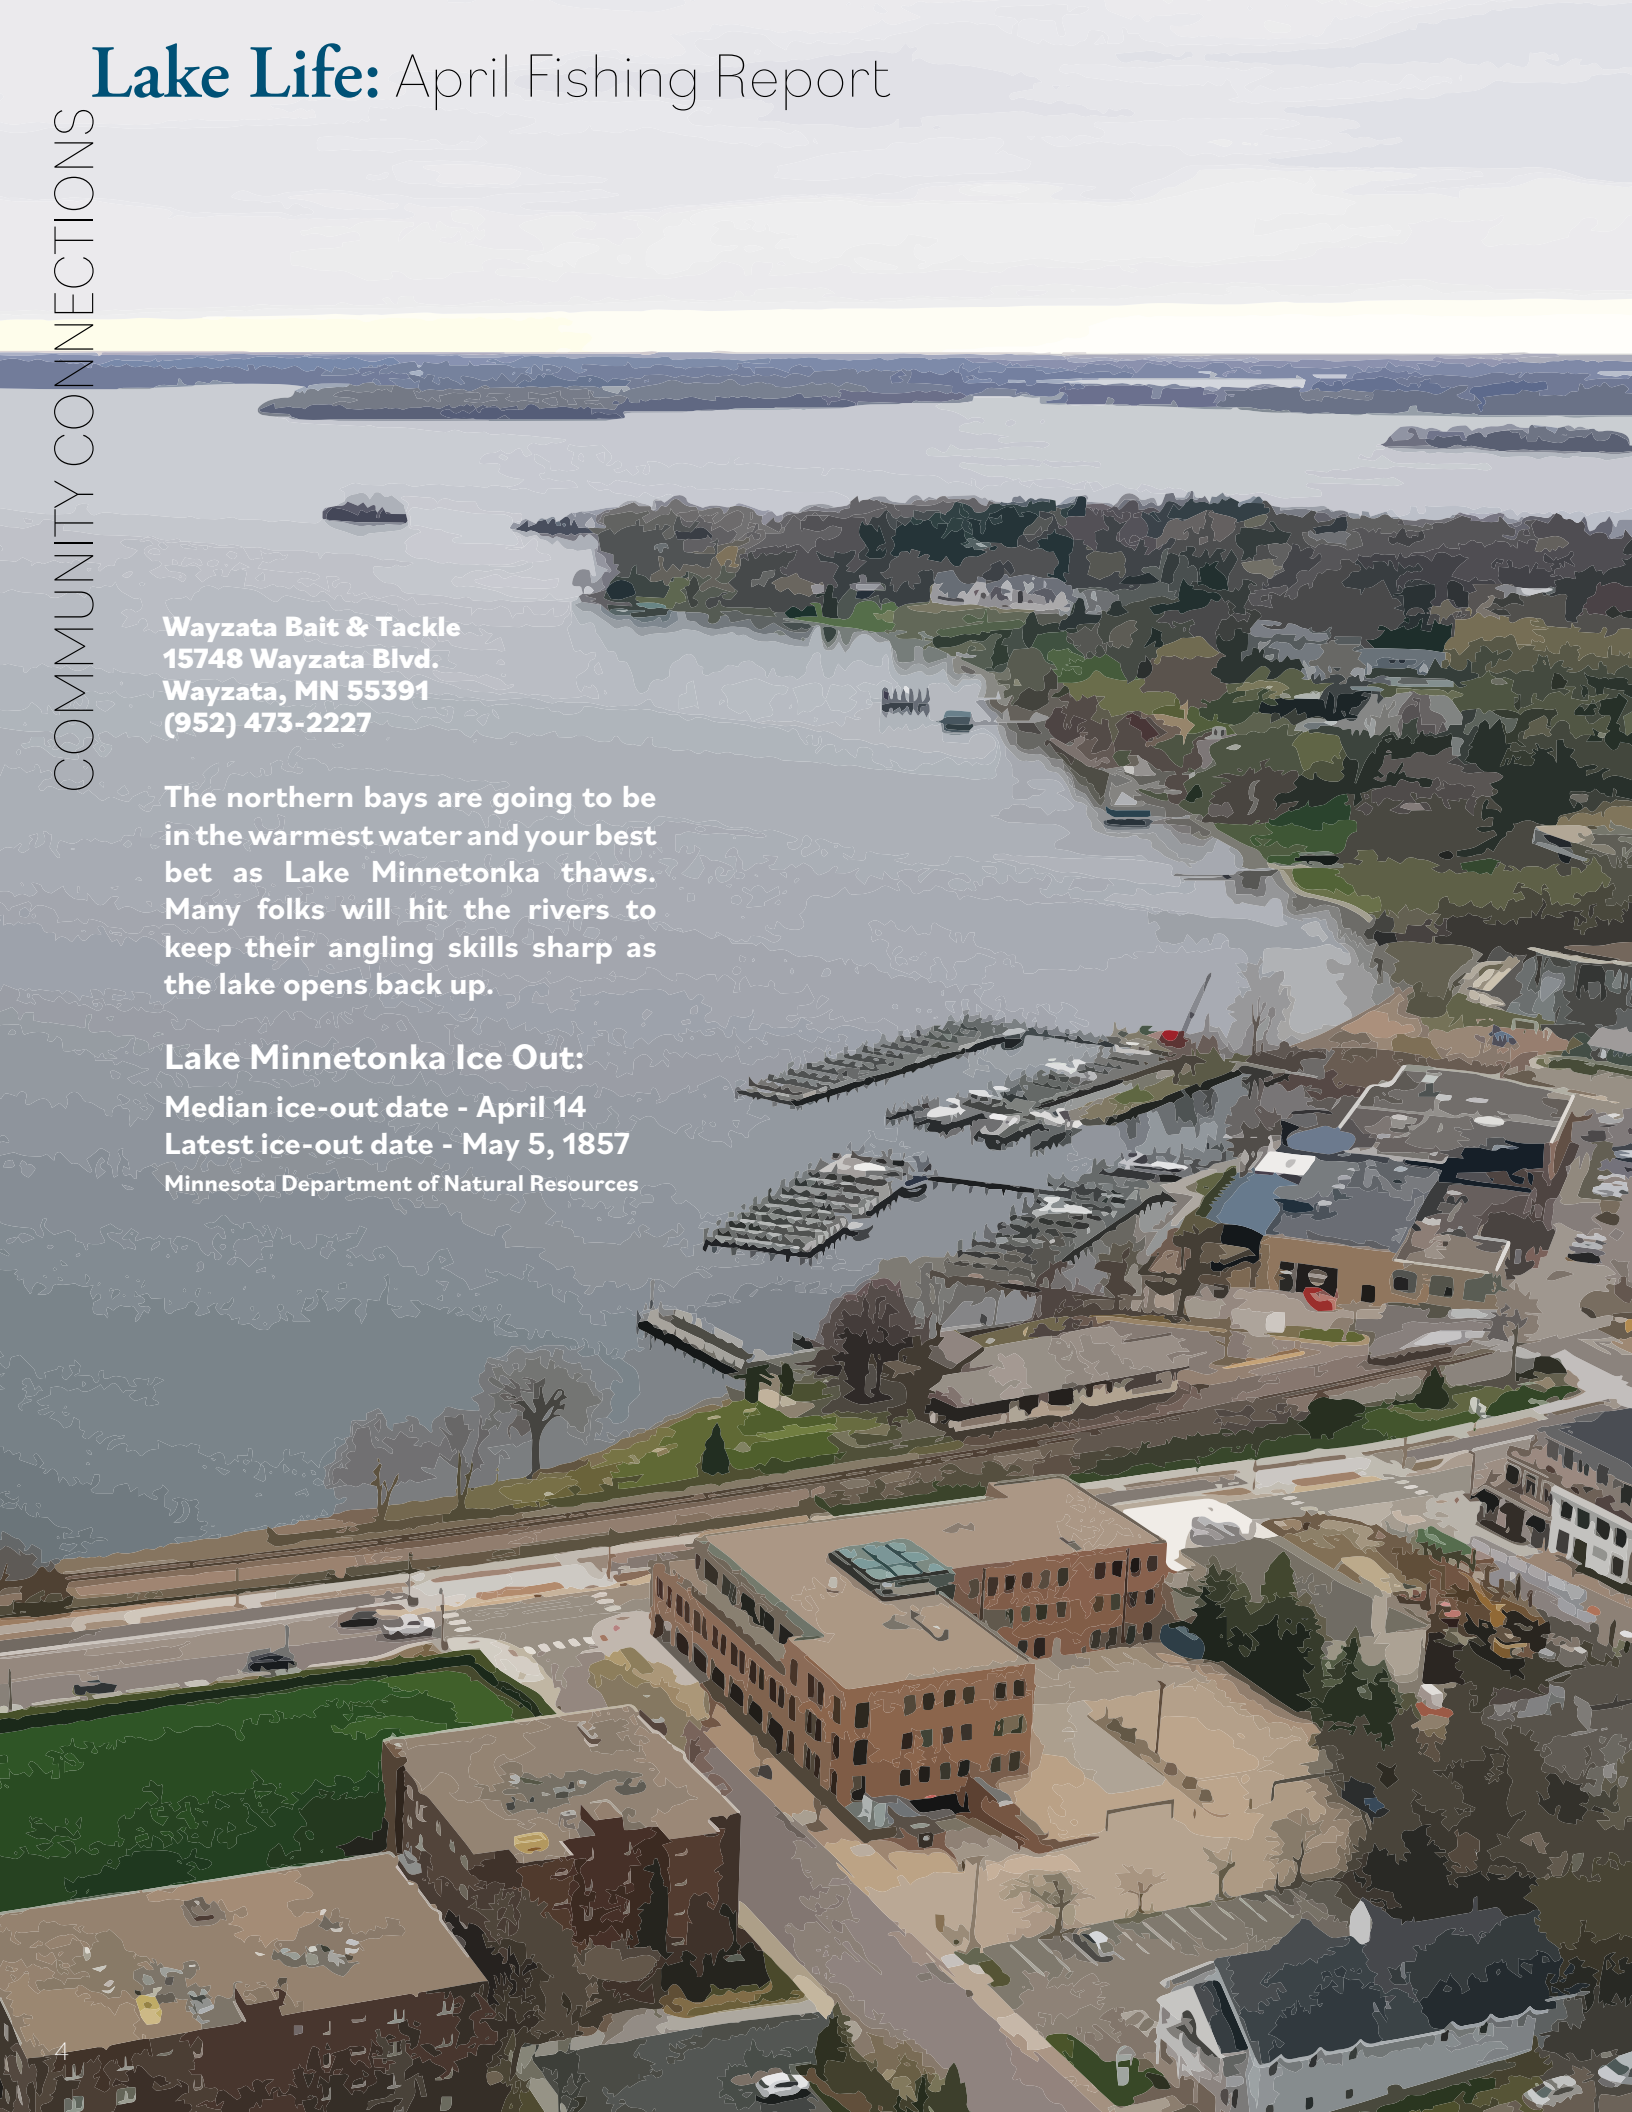 Lake Life: April Fishing Report
COMMUNITY CONNECTIONS
Wayzata Bait & Tackle
15748 Wayzata Blvd.
Wayzata, MN 55391
(952) 473-2227
The northern bays are going to be
in the warmest water and your best
bet as Lake Minnetonka thaws.
Many folks will hit the rivers to
keep their angling skills sharp as
the lake opens back up.
Lake Minnetonka Ice Out:
Median ice-out date - April 14
Latest ice-out date - May 5, 1857
Minnesota Department of Natural Resources
4